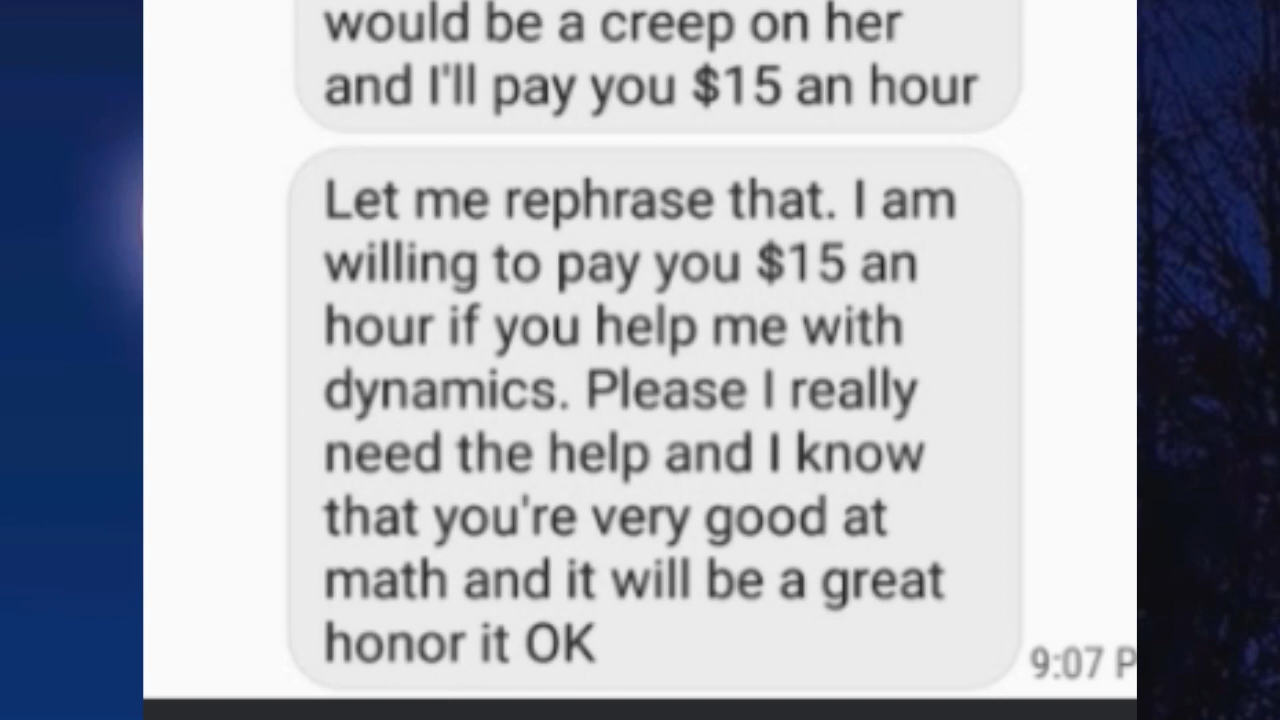 would be a creep on her
and I'll pay you $15 an hour
Let me rephrase that. I am
willing to pay you $15 an
hour if you help me with
dynamics. Please I really
need the help and I know
that you're very good at
math and it will be a great
honor it OK
9:07 P